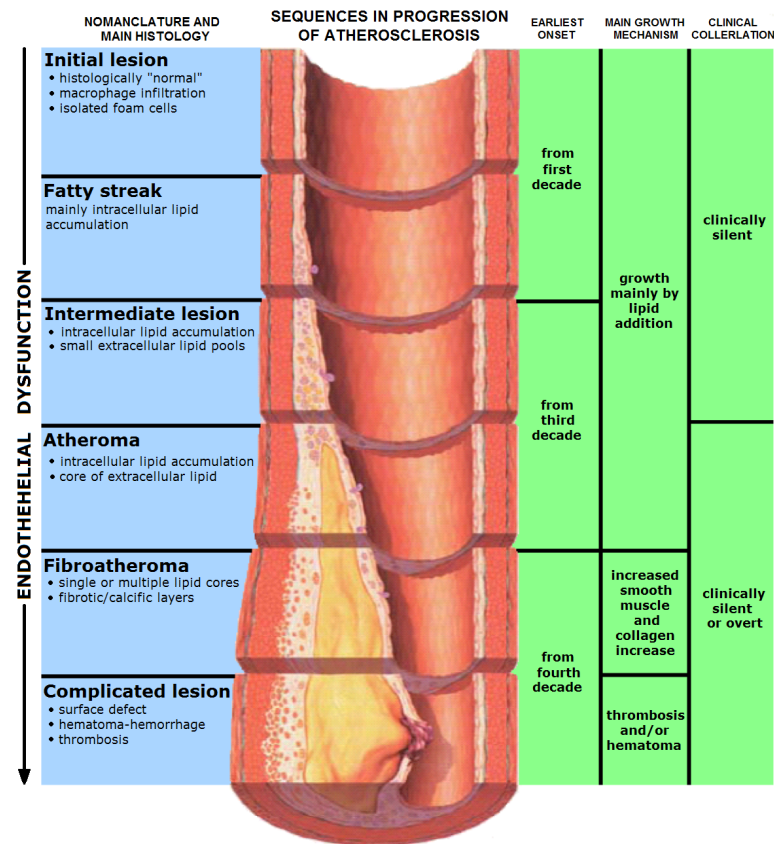 NOMANCLATURE AND
MAIN HISTOLOGY
SEQUENCES IN PROGRESSION
OF ATHEROSCLEROSIS
EARLIEST
ONSET
MAIN GROWTH
MECHANISM
CLINICAL
COLLERLATION
ENDOTHEHELIAL DYSFUNCTION
Initial lesion
• histologically "normal"
• macrophage infiltration
• isolated foam cells
Fatty streak
mainly intracellular lipid
accumulation
Intermediate lesion
• intracellular lipid accumulation
• small extracellular lipid pools
Atheroma
• intracellular lipid accumulation
• core of extracellular lipid
Fibroatheroma
• single or multiple lipid cores
• fibrotic/calcific layers
Complicated lesion
• surface defect
• hematoma-hemorrhage
• thrombosis
from
first
decade
from
third
decade
from
fourth
decade
growth
mainly by
lipid
addition
increased
smooth
muscle
and
collagen
increase
thrombosis
and/or
hematoma
clinically
silent
clinically
silent
or overt